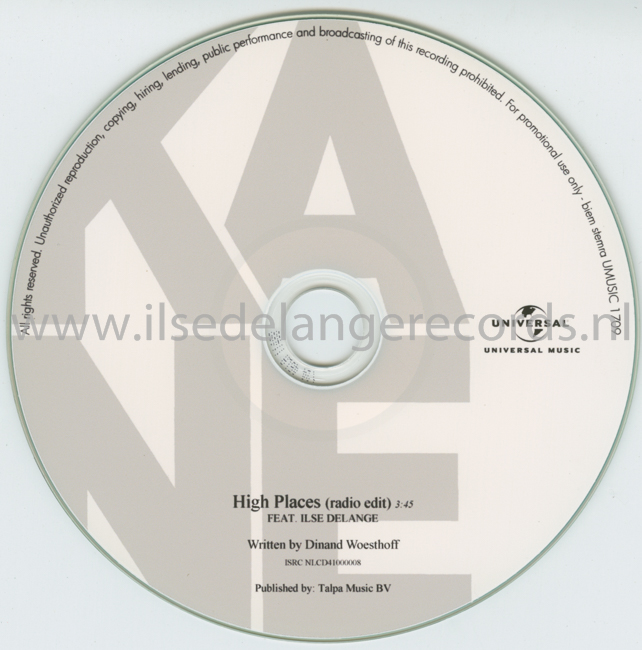 All rights reserved. Unauthorized reproduction, copying, hiring, lending, public performance and broadcasting of this recording prohibited. For promotional use only - biem stemra UMUSIC 1709
KA
NE
www.ilsedelangerecords.nl
UNIVERSAL
UNIVERSAL MUSIC
High Places (radio edit) 3:45
FEAT. ILSE DELANGE
Written by Dinand Woesthoff
ISRC NLCD41000008
Published by: Talpa Music BV